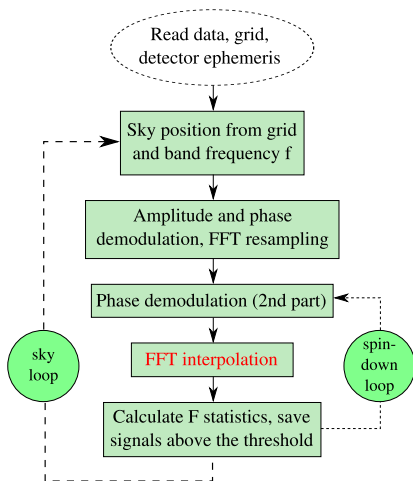 Read data, grid,
detector ephemeris
Sky position from grid
and band frequency f
Amplitude and phase
demodulation, FFT resampling
Phase demodulation (2nd part)
FFT interpolation
Calculate F statistics, save
signals above the threshold
sky
loop
spin-
down
loop